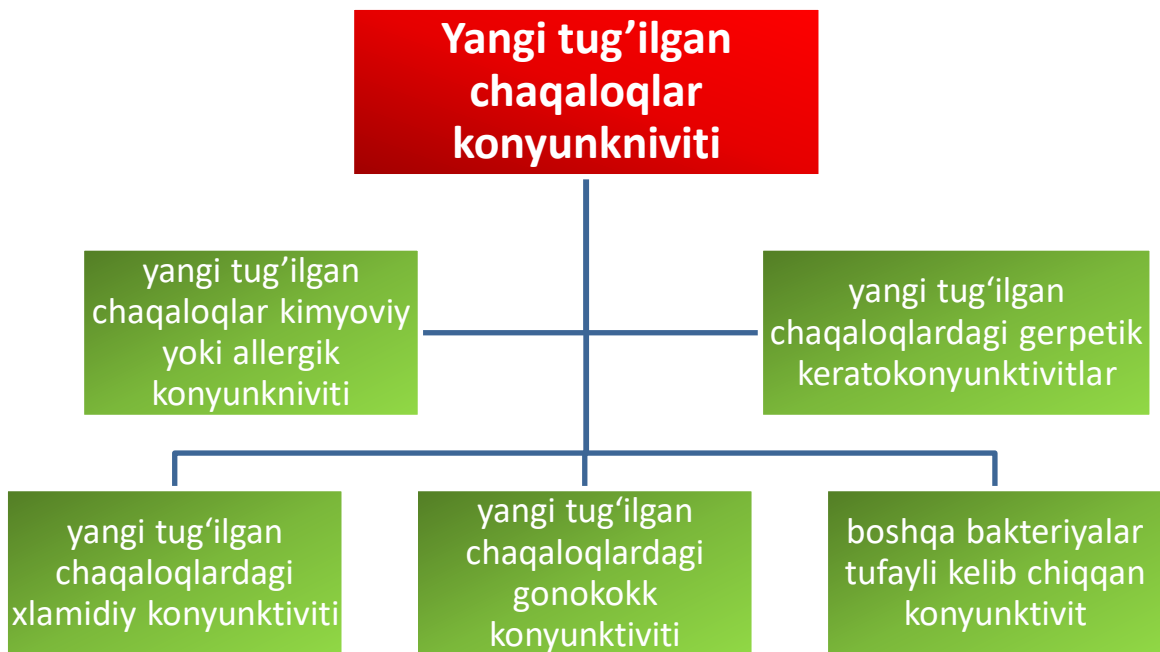 Yangi tug’ilgan
chaqaloqlar
konyunkniviti
yangi tug’ilgan
chaqaloqlar kimyoviy
yoki allergik
konyunkniviti
yangi tug‘ilgan
chaqaloqlardagi gerpetik
keratokonyunktivitlar
yangi tug‘ilgan
chaqaloqlardagi
xlamidiy konyunktiviti
yangi tug‘ilgan
chaqaloqlardagi
gonokokk
konyunktiviti
boshqa bakteriyalar
tufayli kelib chiqqan
konyunktivit